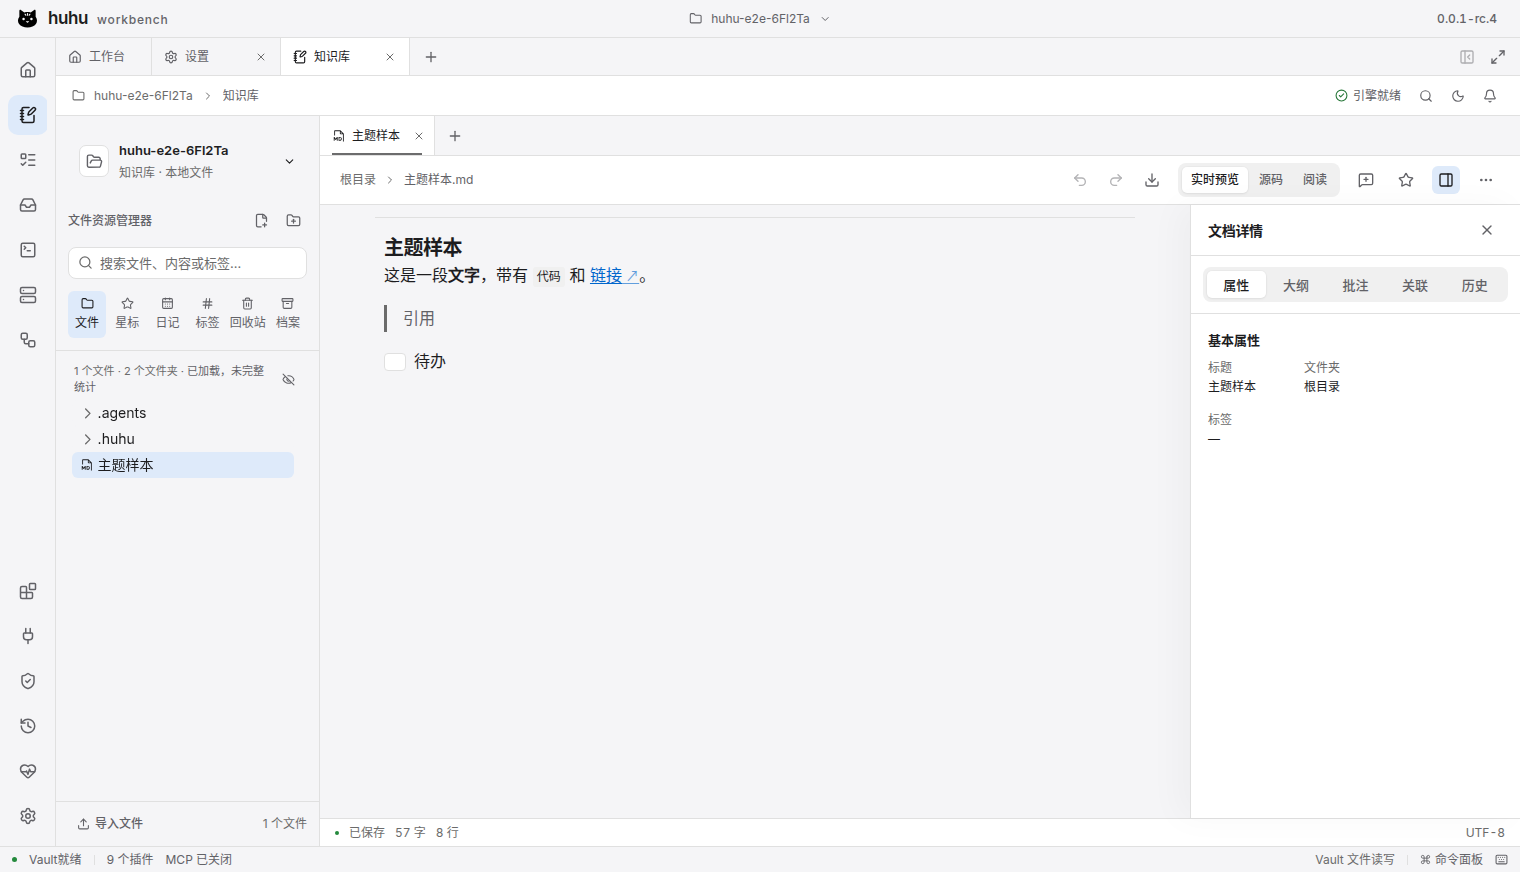 huhu workbench
huhu-e2e-6Fl2Ta
0.0.1-rc.4
工作台
设置
知识库
huhu-e2e-6Fl2Ta
知识库
引擎就绪
huhu-e2e-6Fl2Ta
知识库 · 本地文件
文件资源管理器
搜索文件、内容或标签...
文件 星标 日记 标签 回收站 档案
1 个文件 · 2 个文件夹 · 已加载，未完整
统计
.agents
.huhu
主题样本
导入文件
1 个文件
主题样本
根目录
主题样本.md
实时预览 源码 阅读
主题样本
这是一段文字，带有 代码 和 链接 ↗。
引用
待办
文档详情
属性 大纲 批注 关联 历史
基本属性
标题 文件夹
主题样本 根目录
标签
—
已保存 57 字 8 行
UTF-8
Vault就绪 9 个插件 MCP 已关闭
Vault 文件读写 ⌘ 命令面板